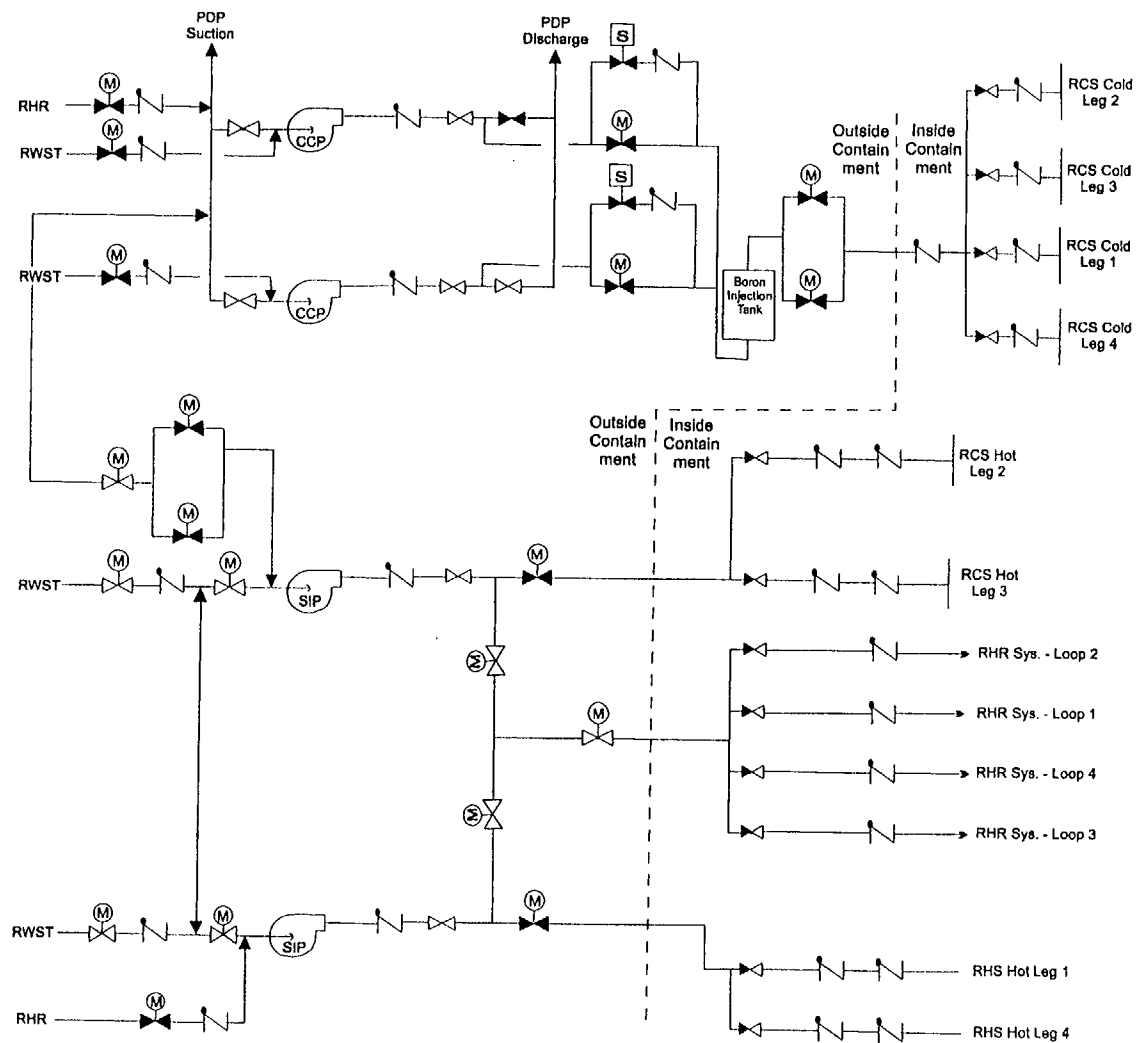 PDP
Suction
PDP
Discharge
S
M
RHR
M
RWST
CCP
M
S
Outside
Contain
ment
Inside
Contain
ment
RCS Cold
Leg 2
RCS Cold
Leg 3
M
RCS Cold
Leg 1
M
RWST
CCP
M
Boron
Injection
Tank
M
RCS Cold
Leg 4
M
M
M
Outside
Contain
ment
Inside
Contain
ment
RCS Hot
Leg 2
M
M
RWST
SIP
M
RCS Hot
Leg 3
M
M
RHR Sys. - Loop 2
RHR Sys. - Loop 1
RHR Sys. - Loop 4
M
RHR Sys. - Loop 3
M
M
RWST
SIP
M
RHS Hot Leg 1
M
RHR
RHS Hot Leg 4